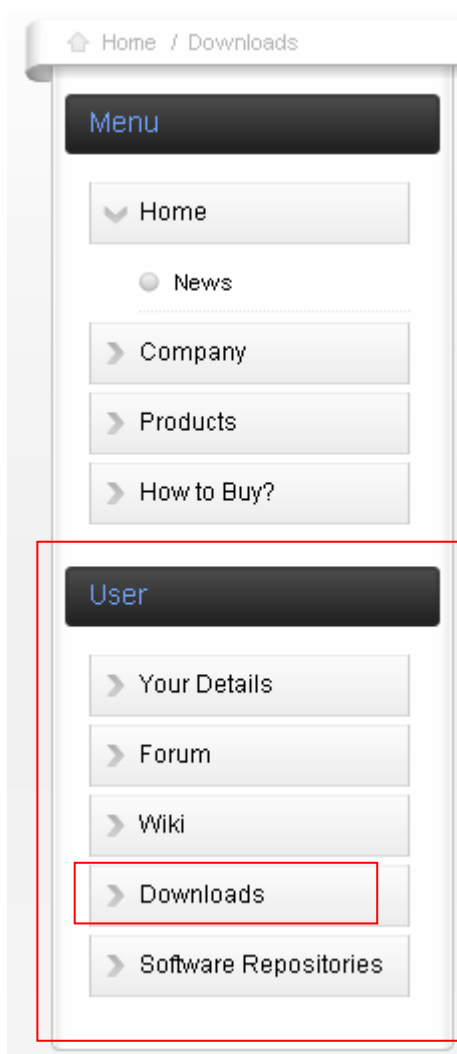 Home / Downloads
Menu
Home
News
Company
Products
How to Buy?
User
Your Details
Forum
Wiki
Downloads
Software Repositories